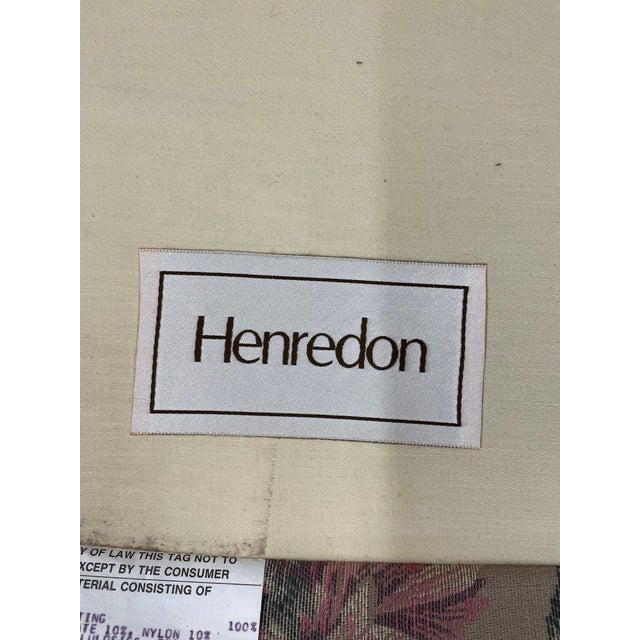 Henredon
Y OF LAW THIS TAG NOT TO
XCEPT BY THE CONSUMER
TERIAL CONSISTING OF
TING
TE 10% NYLON 10% 100%